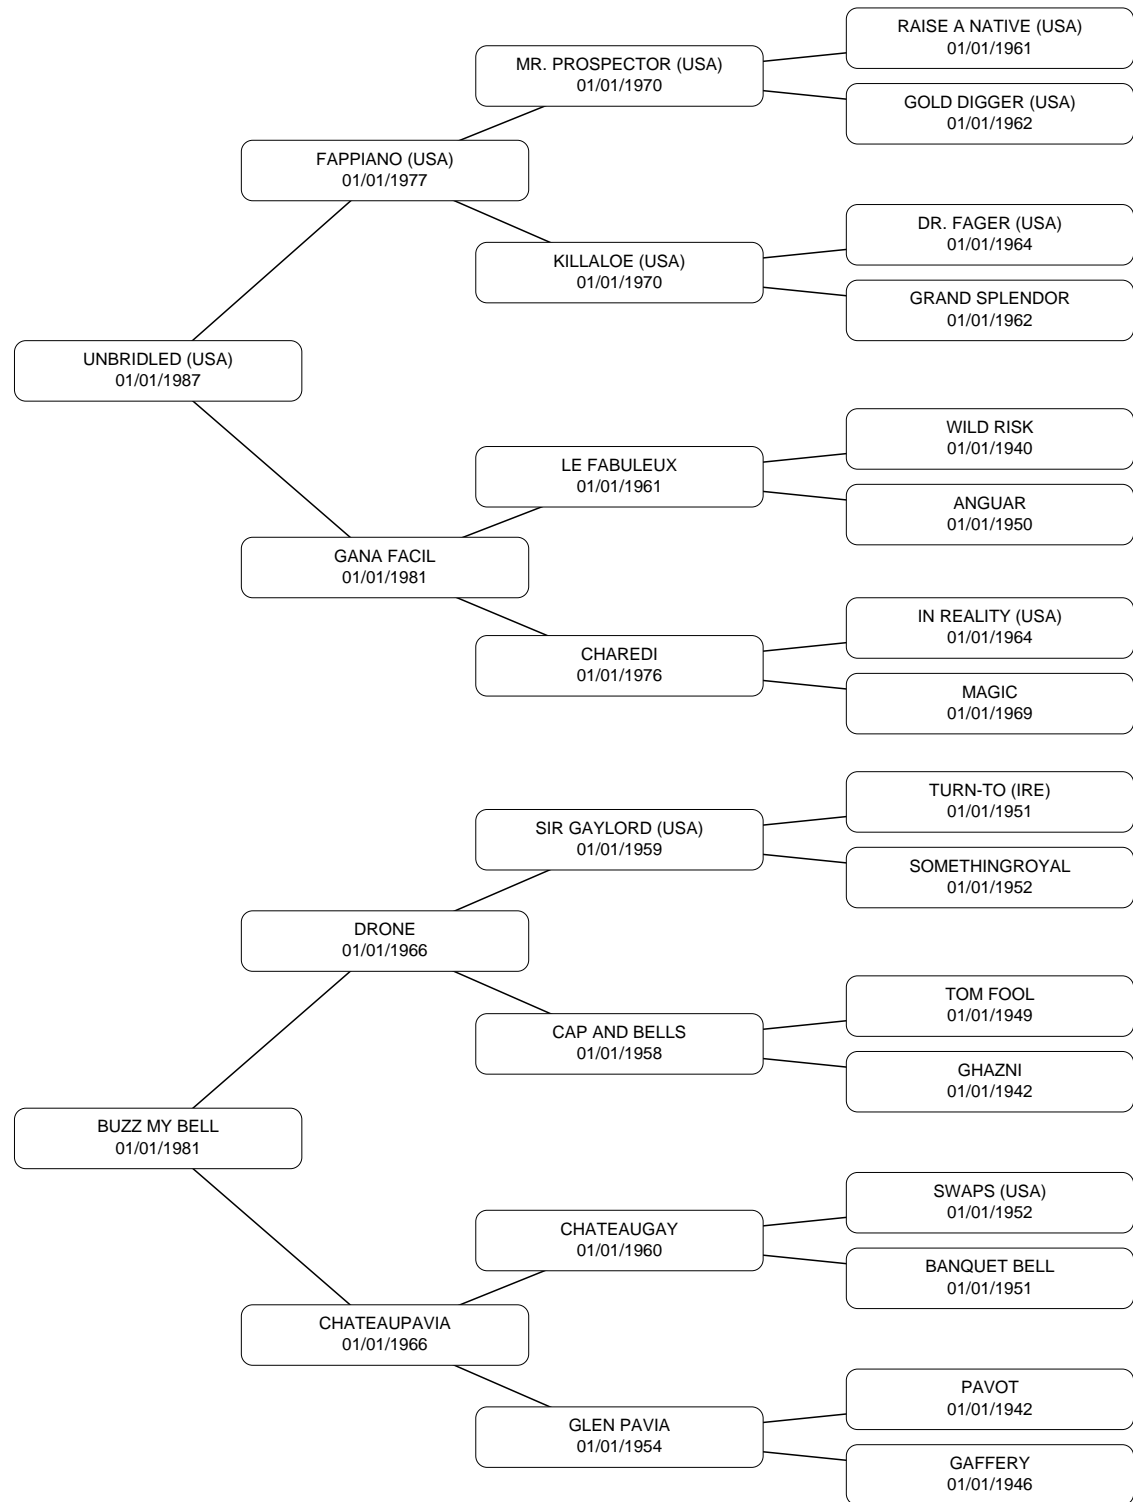 RAISE A NATIVE (USA)
01/01/1961
MR. PROSPECTOR (USA)
01/01/1970
GOLD DIGGER (USA)
01/01/1962
FAPPIANO (USA)
01/01/1977
DR. FAGER (USA)
01/01/1964
KILLALOE (USA)
01/01/1970
GRAND SPLENDOR
01/01/1962
UNBRIDLED (USA)
01/01/1987
WILD RISK
01/01/1940
LE FABULEUX
01/01/1961
ANGUAR
01/01/1950
GANA FACIL
01/01/1981
IN REALITY (USA)
01/01/1964
CHAREDI
01/01/1976
MAGIC
01/01/1969
TURN-TO (IRE)
01/01/1951
SIR GAYLORD (USA)
01/01/1959
SOMETHINGROYAL
01/01/1952
DRONE
01/01/1966
TOM FOOL
01/01/1949
CAP AND BELLS
01/01/1958
GHAZNI
01/01/1942
BUZZ MY BELL
01/01/1981
SWAPS (USA)
01/01/1952
CHATEAUGAY
01/01/1960
BANQUET BELL
01/01/1951
CHATEAUPAVIA
01/01/1966
PAVOT
01/01/1942
GLEN PAVIA
01/01/1954
GAFFERY
01/01/1946